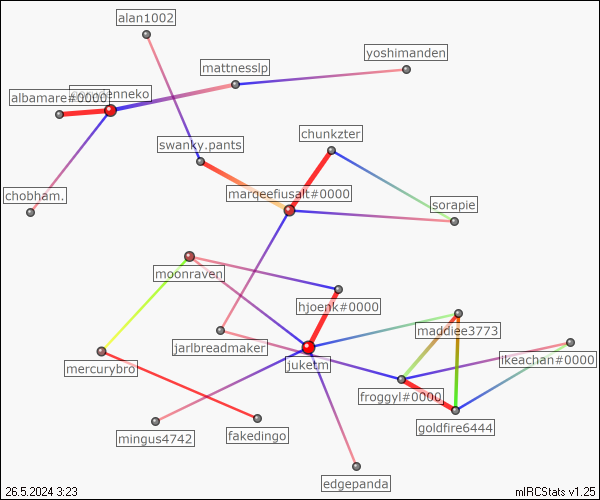 alan1002
yoshimanden
mattnesslp
albamare#0000
enneko
chunkzter
swanky.pants
marqeefiusalt#0000
chobham.
sorapie
moonraven
hjoenk#0000
maddiee3773
jarlbreadmaker
ikeachan#0000
juketm
mercurybro
froggyl#0000
goldfire6444
mingus4742
fakedingo
edgepanda
26.5.2024 3:23
mIRCStats v1.25